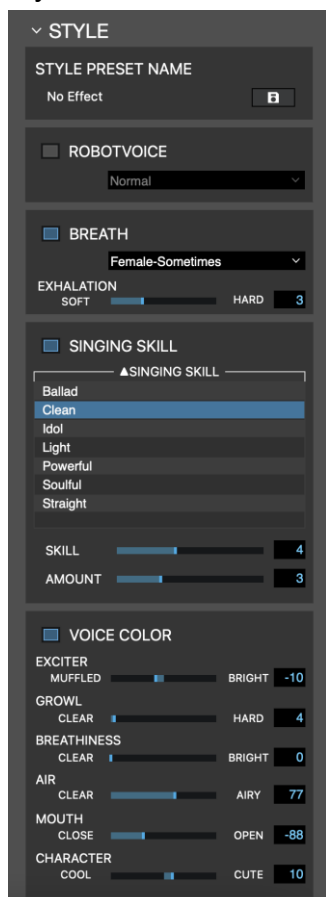 STYLE
STYLE PRESET NAME
No Effect
ROBOTVOICE
Normal
BREATH
Female-Sometimes
EXHALATION
SOFT HARD 3
SINGING SKILL
▲SINGING SKILL
Ballad
Clean
Idol
Light
Powerful
Soulful
Straight
SKILL 4
AMOUNT 3
VOICE COLOR
EXCITER
MUFFLED BRIGHT -10
GROWL
CLEAR HARD 4
BREATHINESS
CLEAR BRIGHT 0
AIR
CLEAR AIRY 77
MOUTH
CLOSE OPEN -88
CHARACTER
COOL CUTE 10